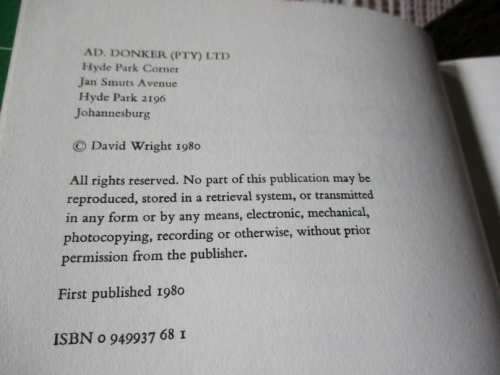 AD. DONKER (PTY) LTD
Hyde Park Corner
Jan Smuts Avenue
Hyde Park 2196
Johannesburg
© David Wright 1980
All rights reserved. No part of this publication may be
reproduced, stored in a retrieval system, or transmitted
in any form or by any means, electronic, mechanical,
photocopying, recording or otherwise, without prior
permission from the publisher.
First published 1980
ISBN 0 949937 68 1